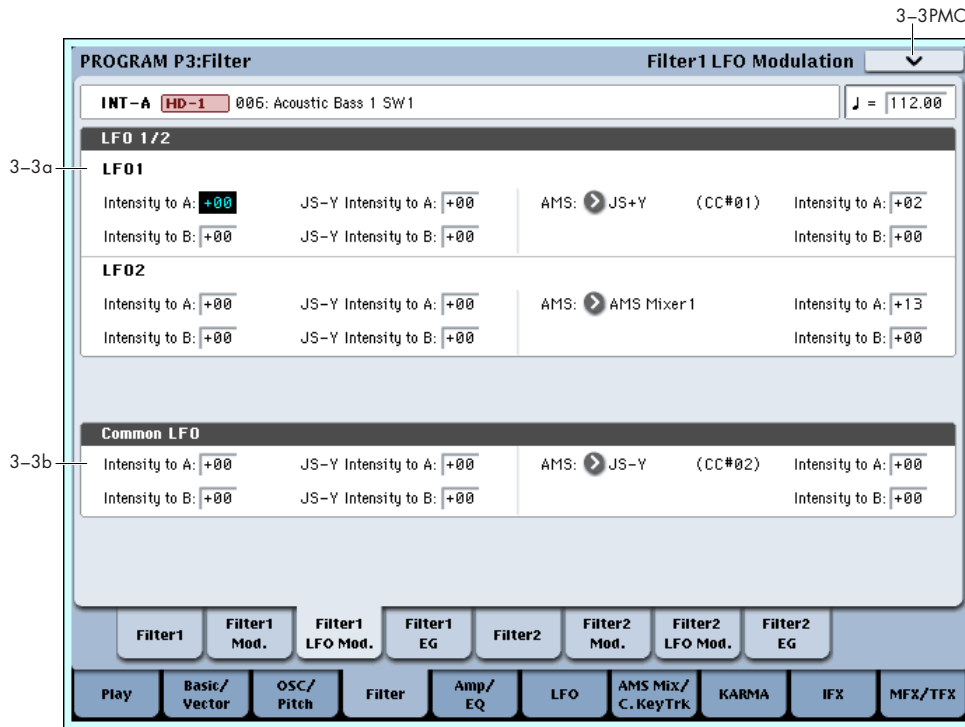 3–3PMC
PROGRAM P3:Filter Filter1 LFO Modulation
INT-A HD-1 006: Acoustic Bass 1 SW1 ♩ = 112.00
LFO 1/2
3–3a
LFO1
Intensity to A: +00 JS-Y Intensity to A: +00 AMS: JS+Y (CC#01) Intensity to A: +02
Intensity to B: +00 JS-Y Intensity to B: +00 Intensity to B: +00
LFO2
Intensity to A: +00 JS-Y Intensity to A: +00 AMS: AMS Mixer1 Intensity to A: +13
Intensity to B: +00 JS-Y Intensity to B: +00 Intensity to B: +00
Common LFO
3–3b
Intensity to A: +00 JS-Y Intensity to A: +00 AMS: JS-Y (CC#02) Intensity to A: +00
Intensity to B: +00 JS-Y Intensity to B: +00 Intensity to B: +00
Filter1 Filter1 Mod. Filter1 LFO Mod. Filter1 EG Filter2 Filter2 Mod. Filter2 LFO Mod. Filter2 EG
Play Basic/Vector OSC/Pitch Filter Amp/EQ LFO AMS Mix/C.KeyTrk KARMA IFX MFX/TFX